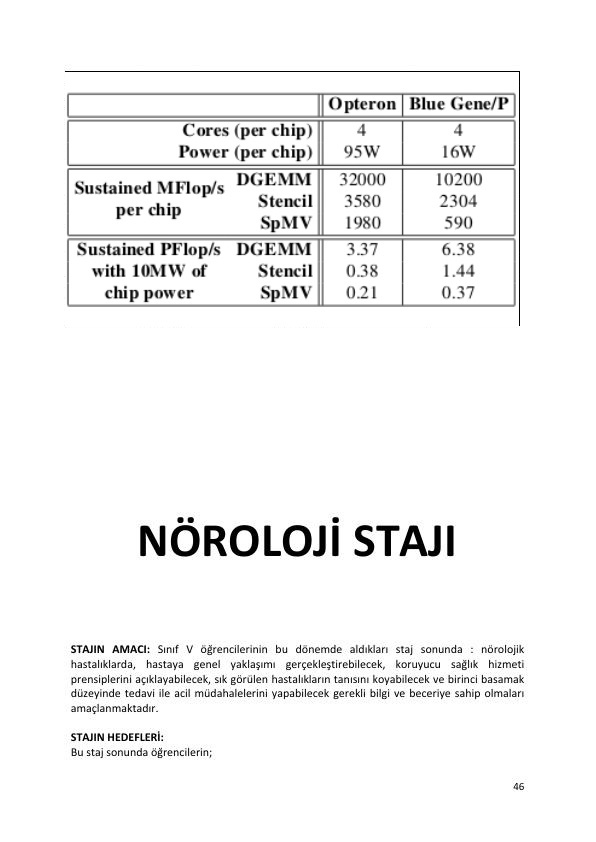 Opteron Blue Gene/P
Cores (per chip) 4 4
Power (per chip) 95W 16W
Sustained MFlop/s per chip DGEMM 32000 10200
Stencil 3580 2304
SpMV 1980 590
Sustained PFlop/s DGEMM 3.37 6.38
with 10MW of Stencil 0.38 1.44
chip power SpMV 0.21 0.37
NÖROLOJİ STAJI
STAJIN AMACI: Sınıf V öğrencilerinin bu dönemde aldıkları staj sonunda : nörolojik
hastalıklarda, hastaya genel yaklaşımı gerçekleştirebilecek, koruyucu sağlık hizmeti
prensiplerini açıklayabilecek, sık görülen hastalıkların tanısını koyabilecek ve birinci basamak
düzeyinde tedavi ile acil müdahalelerini yapabilecek gerekli bilgi ve beceriye sahip olmaları
amaçlanmaktadır.
STAJIN HEDEFLERİ:
Bu staj sonunda öğrencilerin;
46